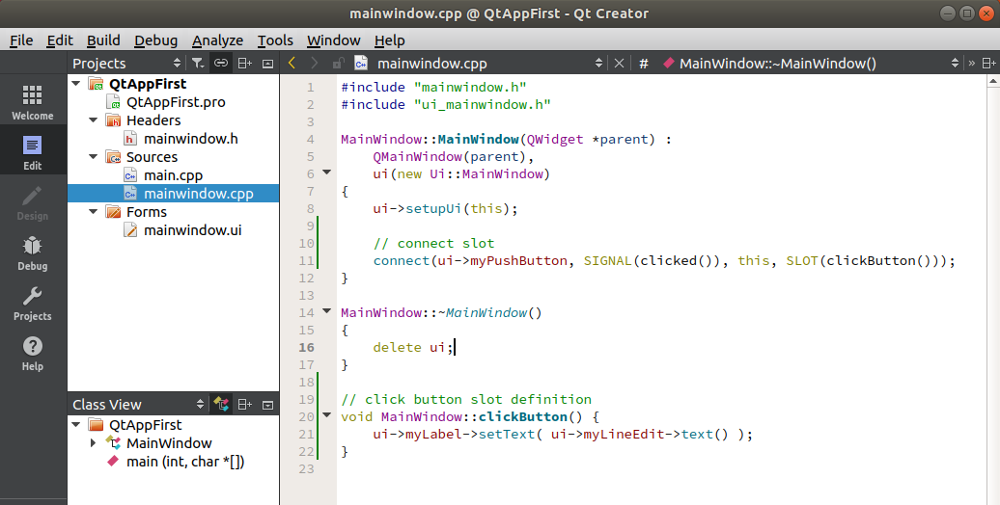 mainwindow.cpp @ QtAppFirst - Qt Creator
File Edit Build Debug Analyze Tools Window Help
Projects
mainwindow.cpp
#
MainWindow::~MainWindow()
»
Welcome
Edit
Design
Debug
Projects
Help
QtAppFirst
QtAppFirst.pro
Headers
mainwindow.h
Sources
main.cpp
mainwindow.cpp
Forms
mainwindow.ui
Class View
QtAppFirst
MainWindow
main (int, char *[])
1 #include "mainwindow.h"
2 #include "ui_mainwindow.h"
3
4 MainWindow::MainWindow(QWidget *parent) :
5 QMainWindow(parent),
6 ui(new Ui::MainWindow)
7 {
8 ui->setupUi(this);
9
10 // connect slot
11 connect(ui->myPushButton, SIGNAL(clicked()), this, SLOT(clickButton()));
12 }
13
14 MainWindow::~MainWindow()
15 {
16 delete ui;
17 }
18
19 // click button slot definition
20 void MainWindow::clickButton() {
21 ui->myLabel->setText( ui->myLineEdit->text() );
22 }
23